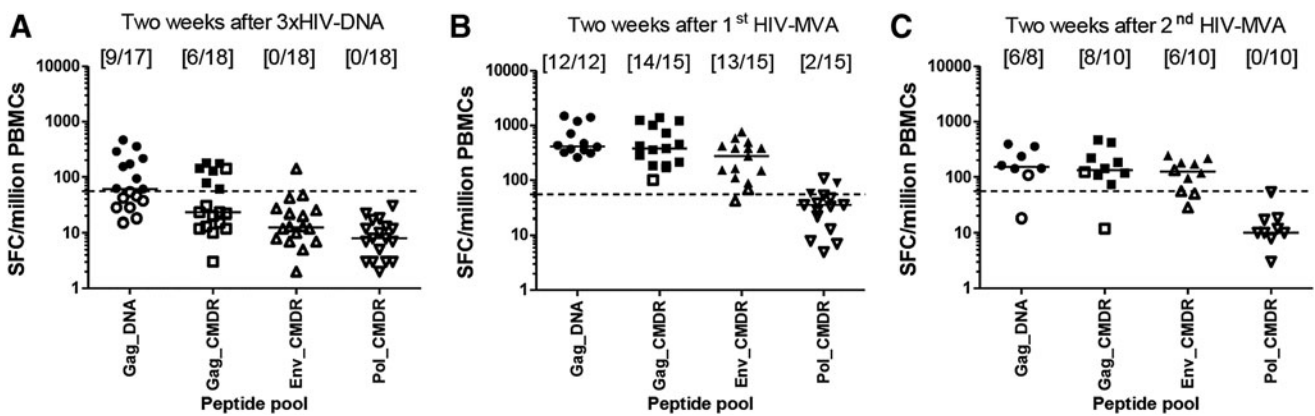 A
Two weeks after 3xHIV-DNA
[9/17] [6/18] [0/18] [0/18]
SFC/million PBMCs
10000
1000
100
10
1
Gag_DNA
Gag_CMDR
Env_CMDR
Pol_CMDR
Peptide pool
B
Two weeks after 1st HIV-MVA
[12/12] [14/15] [13/15] [2/15]
SFC/million PBMCs
10000
1000
100
10
1
Gag_DNA
Gag_CMDR
Env_CMDR
Pol_CMDR
Peptide pool
C
Two weeks after 2nd HIV-MVA
[6/8] [8/10] [6/10] [0/10]
SFC/million PBMCs
10000
1000
100
10
1
Gag_DNA
Gag_CMDR
Env_CMDR
Pol_CMDR
Peptide pool